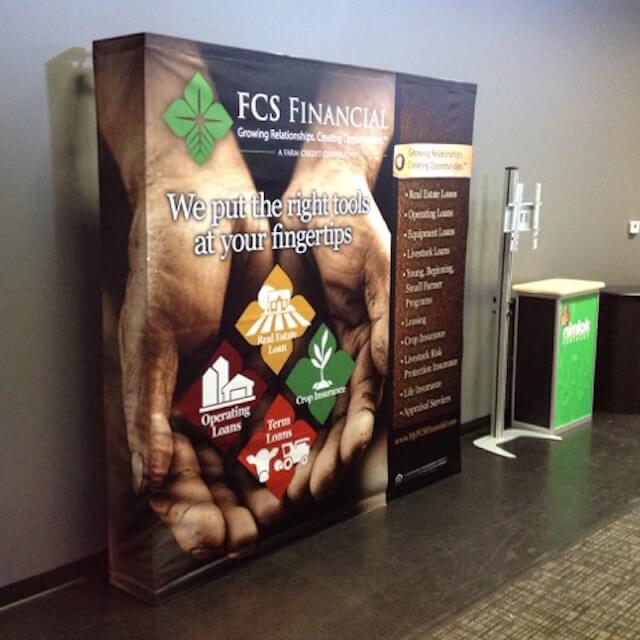 FCS FINANCIAL
Growing Relationships. Creating Opportunities.
A FARM CREDIT COOPERATIVE
We put the right tools
at your fingertips
Real Estate
Loan
Operating
Loans
Crop Insurance
Term
Loans
Growing Relationships.
Creating Opportunities.™
• Real Estate Loans
• Operating Loans
• Equipment Loans
• Livestock Loans
• Young, Beginning,
Small Farmer
Programs
• Leasing
• Crop Insurance
• Livestock Risk
Protection Insurance
• Life Insurance
• Appraisal Services
www.MyFCSFinancial.com
nimlok